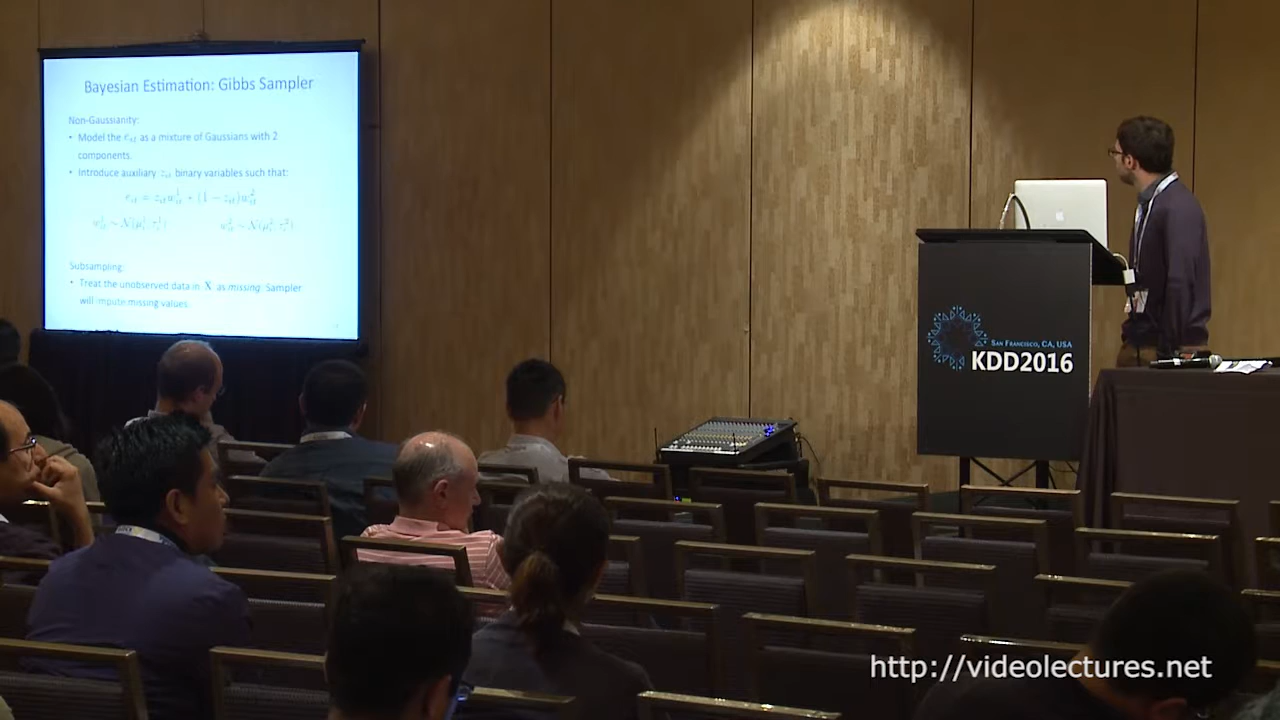 Bayesian Estimation: Gibbs Sampler
Non-Gaussianity:
• Model the e_it as a mixture of Gaussians with 2
components.
• Introduce auxiliary z_it binary variables such that:
Subsampling:
• Treat the unobserved data in X as missing. Sampler
will impute missing values.
SAN FRANCISCO, CA, USA
KDD2016
http://videolectures.net